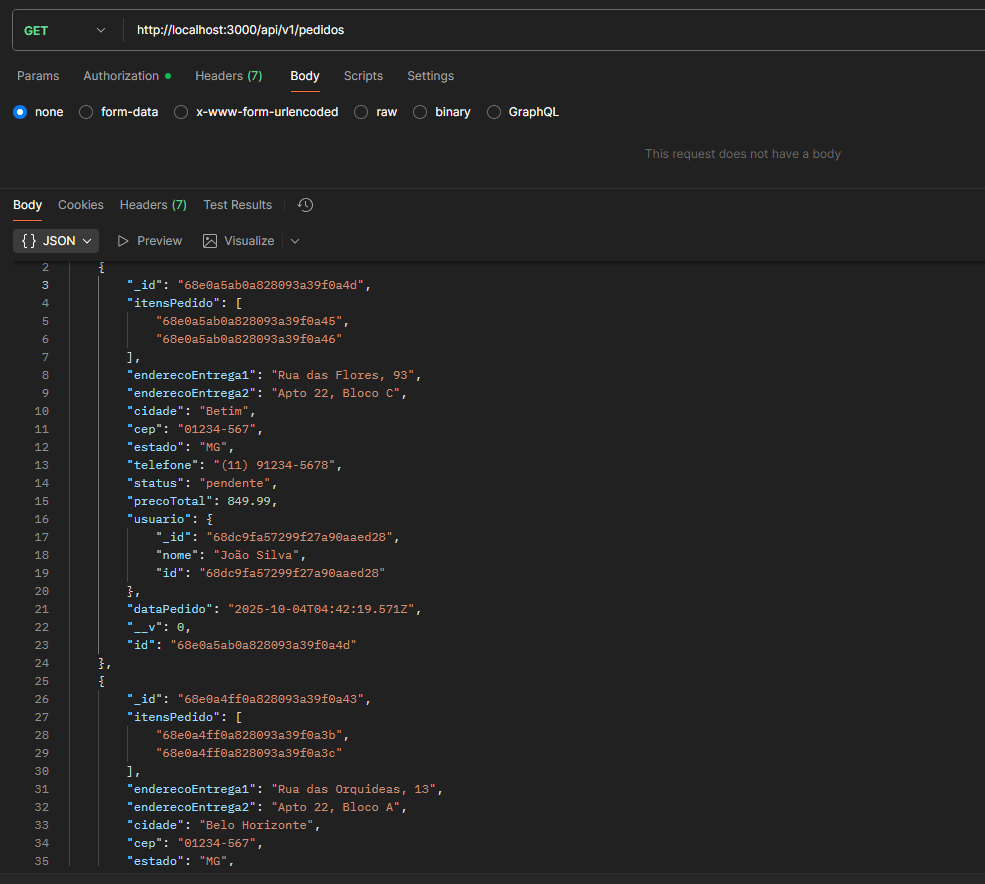 GET http://localhost:3000/api/v1/pedidos
Params Authorization Headers (7) Body Scripts Settings
none form-data x-www-form-urlencoded raw binary GraphQL
This request does not have a body
Body Cookies Headers (7) Test Results
{} JSON Preview Visualize
2 {
3 "_id": "68e0a5ab0a828093a39f0a4d",
4 "itensPedido": [
5 "68e0a5ab0a828093a39f0a45",
6 "68e0a5ab0a828093a39f0a46"
7 ],
8 "enderecoEntrega1": "Rua das Flores, 93",
9 "enderecoEntrega2": "Apto 22, Bloco C",
10 "cidade": "Betim",
11 "cep": "01234-567",
12 "estado": "MG",
13 "telefone": "(11) 91234-5678",
14 "status": "pendente",
15 "precoTotal": 849.99,
16 "usuario": {
17 "_id": "68dc9fa57299f27a90aaed28",
18 "nome": "João Silva",
19 "id": "68dc9fa57299f27a90aaed28"
20 },
21 "dataPedido": "2025-10-04T04:42:19.571Z",
22 "__v": 0,
23 "id": "68e0a5ab0a828093a39f0a4d"
24 },
25 {
26 "_id": "68e0a4ff0a828093a39f0a43",
27 "itensPedido": [
28 "68e0a4ff0a828093a39f0a3b",
29 "68e0a4ff0a828093a39f0a3c"
30 ],
31 "enderecoEntrega1": "Rua das Orquideas, 13",
32 "enderecoEntrega2": "Apto 22, Bloco A",
33 "cidade": "Belo Horizonte",
34 "cep": "01234-567",
35 "estado": "MG",